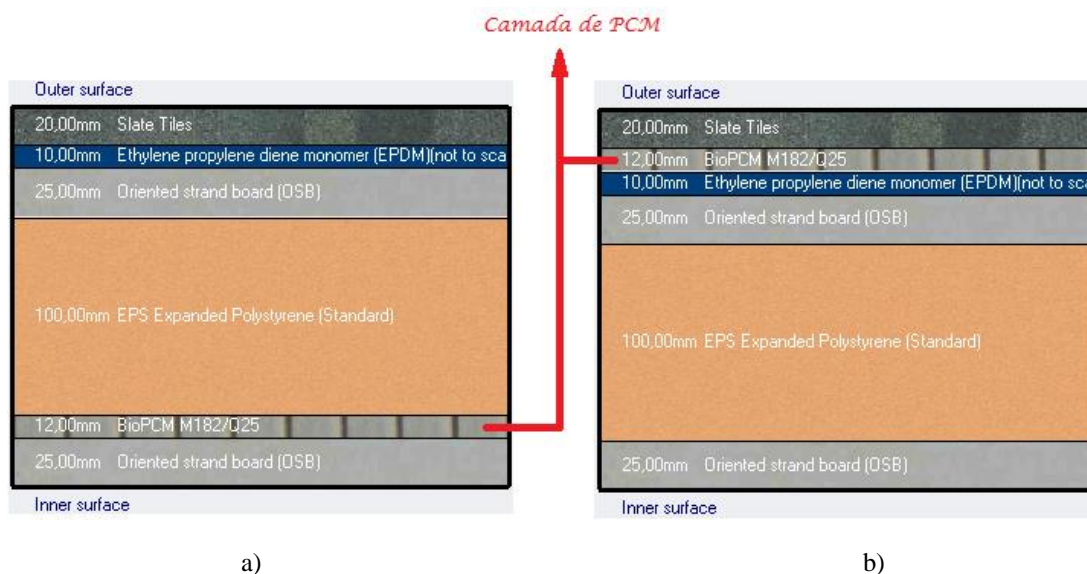 Camada de PCM
Outer surface
20,00mm Slate Tiles
10,00mm Ethylene propylene diene monomer (EPDM)(not to sca
25,00mm Oriented strand board (OSB)
100,00mm EPS Expanded Polystyrene (Standard)
12,00mm BioPCM M182/Q25
25,00mm Oriented strand board (OSB)
Inner surface
a)
Outer surface
20,00mm Slate Tiles
12,00mm BioPCM M182/Q25
10,00mm Ethylene propylene diene monomer (EPDM)(not to sca
25,00mm Oriented strand board (OSB)
100,00mm EPS Expanded Polystyrene (Standard)
25,00mm Oriented strand board (OSB)
Inner surface
b)